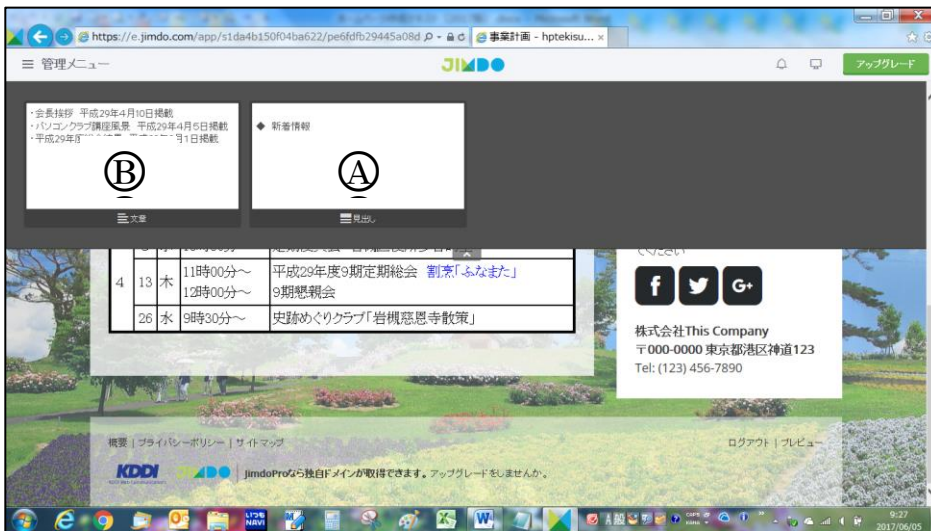 https://e.jimdo.com/app/s1da4b150f04ba622/pe6fdfb29445a08d
事業計画 - hptekisu...
管理メニュー
JIMDO
アップグレード
・会長挨拶 平成29年4月10日掲載
・パソコンクラブ講座風景 平成29年4月5日掲載
◆ 新着情報
Ⓑ
Ⓐ
文章
見出し
ください
4 13 木 11時00分～ 平成29年度9期定期総会 割烹「ふなまた」
12時00分～ 9期懇親会
26 水 9時30分～ 史跡めぐりクラブ「岩槻慈恩寺散策」
f G+
株式会社This Company
〒000-0000 東京都港区神道123
Tel: (123) 456-7890
概要 | プライバシーポリシー | サイトマップ
ログアウト | プレビュー
KDDI JIMDO | JimdoProなら独自ドメインが取得できます。アップグレードをしませんか。
いつも
NAVI
9:27
2017/06/05